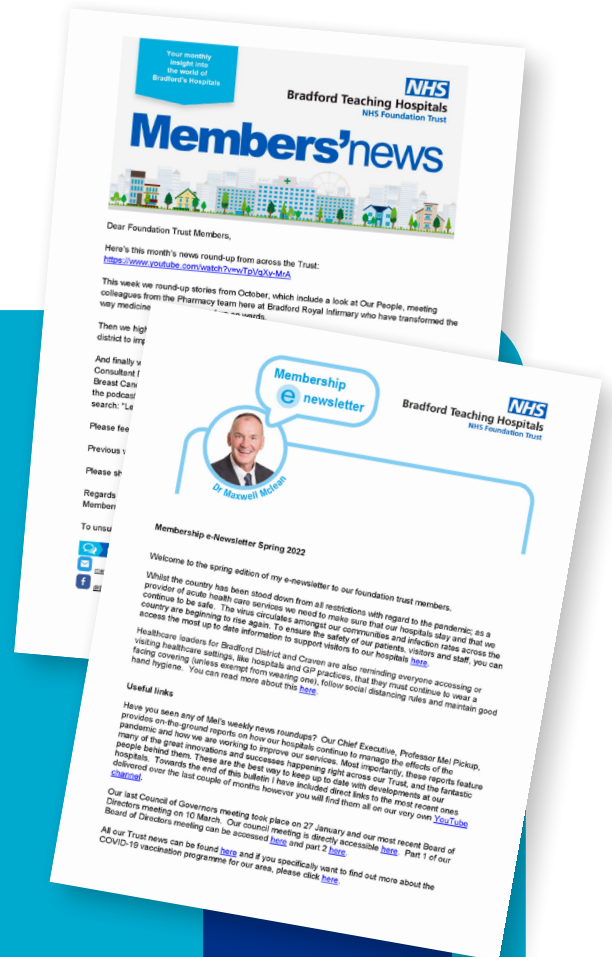 Your monthly
insight into
the world of
Bradford's Hospitals
NHS
Bradford Teaching Hospitals
NHS Foundation Trust
Members'news
Dear Foundation Trust Members,
Here's this month's news round-up from across the Trust:
https://www.youtube.com/watch?v=wTpVqXy-MrA
This week we round-up stories from October, which include a look at Our People, meeting
colleagues from the Pharmacy team here at Bradford Royal Infirmary who have transformed the
way medicine
on wards.
Then we high
district to imp
And finally w
Consultant
Breast Canc
the podcast
search: "Le
Please fee
Previous
Please sh
Regards
Members
To unsu
Membership
e newsletter
NHS
Bradford Teaching Hospitals
NHS Foundation Trust
Dr Maxwell Mclean
Membership e-Newsletter Spring 2022
Welcome to the spring edition of my e-newsletter to our foundation trust members.
Whilst the country has been stood down from all restrictions with regard to the pandemic; as a
provider of acute health care services we need to make sure that our hospitals stay and that we
continue to be safe. The virus circulates amongst our communities and infection rates across the
country are beginning to rise again. To ensure the safety of our patients, visitors and staff, you can
access the most up to date information to support visitors to our hospitals here.
Healthcare leaders for Bradford District and Craven are also reminding everyone accessing or
visiting healthcare settings, like hospitals and GP practices, that they must continue to wear a
facing covering (unless exempt from wearing one), follow social distancing rules and maintain good
hand hygiene. You can read more about this here.
Useful links
Have you seen any of Mel's weekly news roundups? Our Chief Executive, Professor Mel Pickup,
provides on-the-ground reports on how our hospitals continue to manage the effects of the
pandemic and how we are working to improve our services. Most importantly, these reports feature
many of the great innovations and successes happening right across our Trust, and the fantastic
people behind them. These are the best way to keep up to date with developments at our
hospitals. Towards the end of this bulletin I have included direct links to the most recent ones
delivered over the last couple of months however you will find them all on our very own YouTube
channel.
Our last Council of Governors meeting took place on 27 January and our most recent Board of
Directors meeting on 10 March. Our council meeting is directly accessible here. Part 1 of our
Board of Directors meeting can be accessed here and part 2 here.
All our Trust news can be found here and if you specifically want to find out more about the
COVID-19 vaccination programme for our area, please click here.